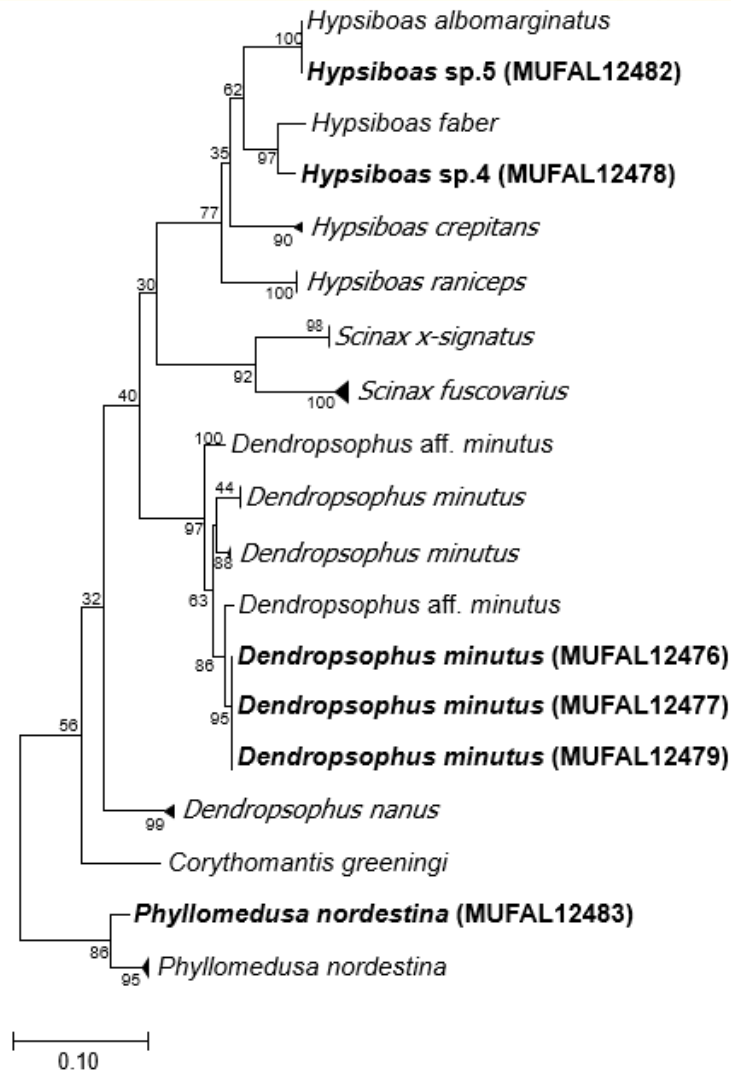 100
Hypsiboas albomarginatus
Hypsiboas sp.5 (MUFAL12482)
62
Hypsiboas faber
97
Hypsiboas sp.4 (MUFAL12478)
35
77
Hypsiboas crepitans
90
Hypsiboas raniceps
100
30
98
Scinax x-signatus
92
Scinax fuscovarius
100
40
100
Dendropsophus aff. minutus
44
Dendropsophus minutus
97
Dendropsophus minutus
88
63
Dendropsophus aff. minutus
32
86
Dendropsophus minutus (MUFAL12476)
Dendropsophus minutus (MUFAL12477)
95
Dendropsophus minutus (MUFAL12479)
56
Dendropsophus nanus
99
Corythomantis greeningi
Phyllomedusa nordestina (MUFAL12483)
86
Phyllomedusa nordestina
95
0.10